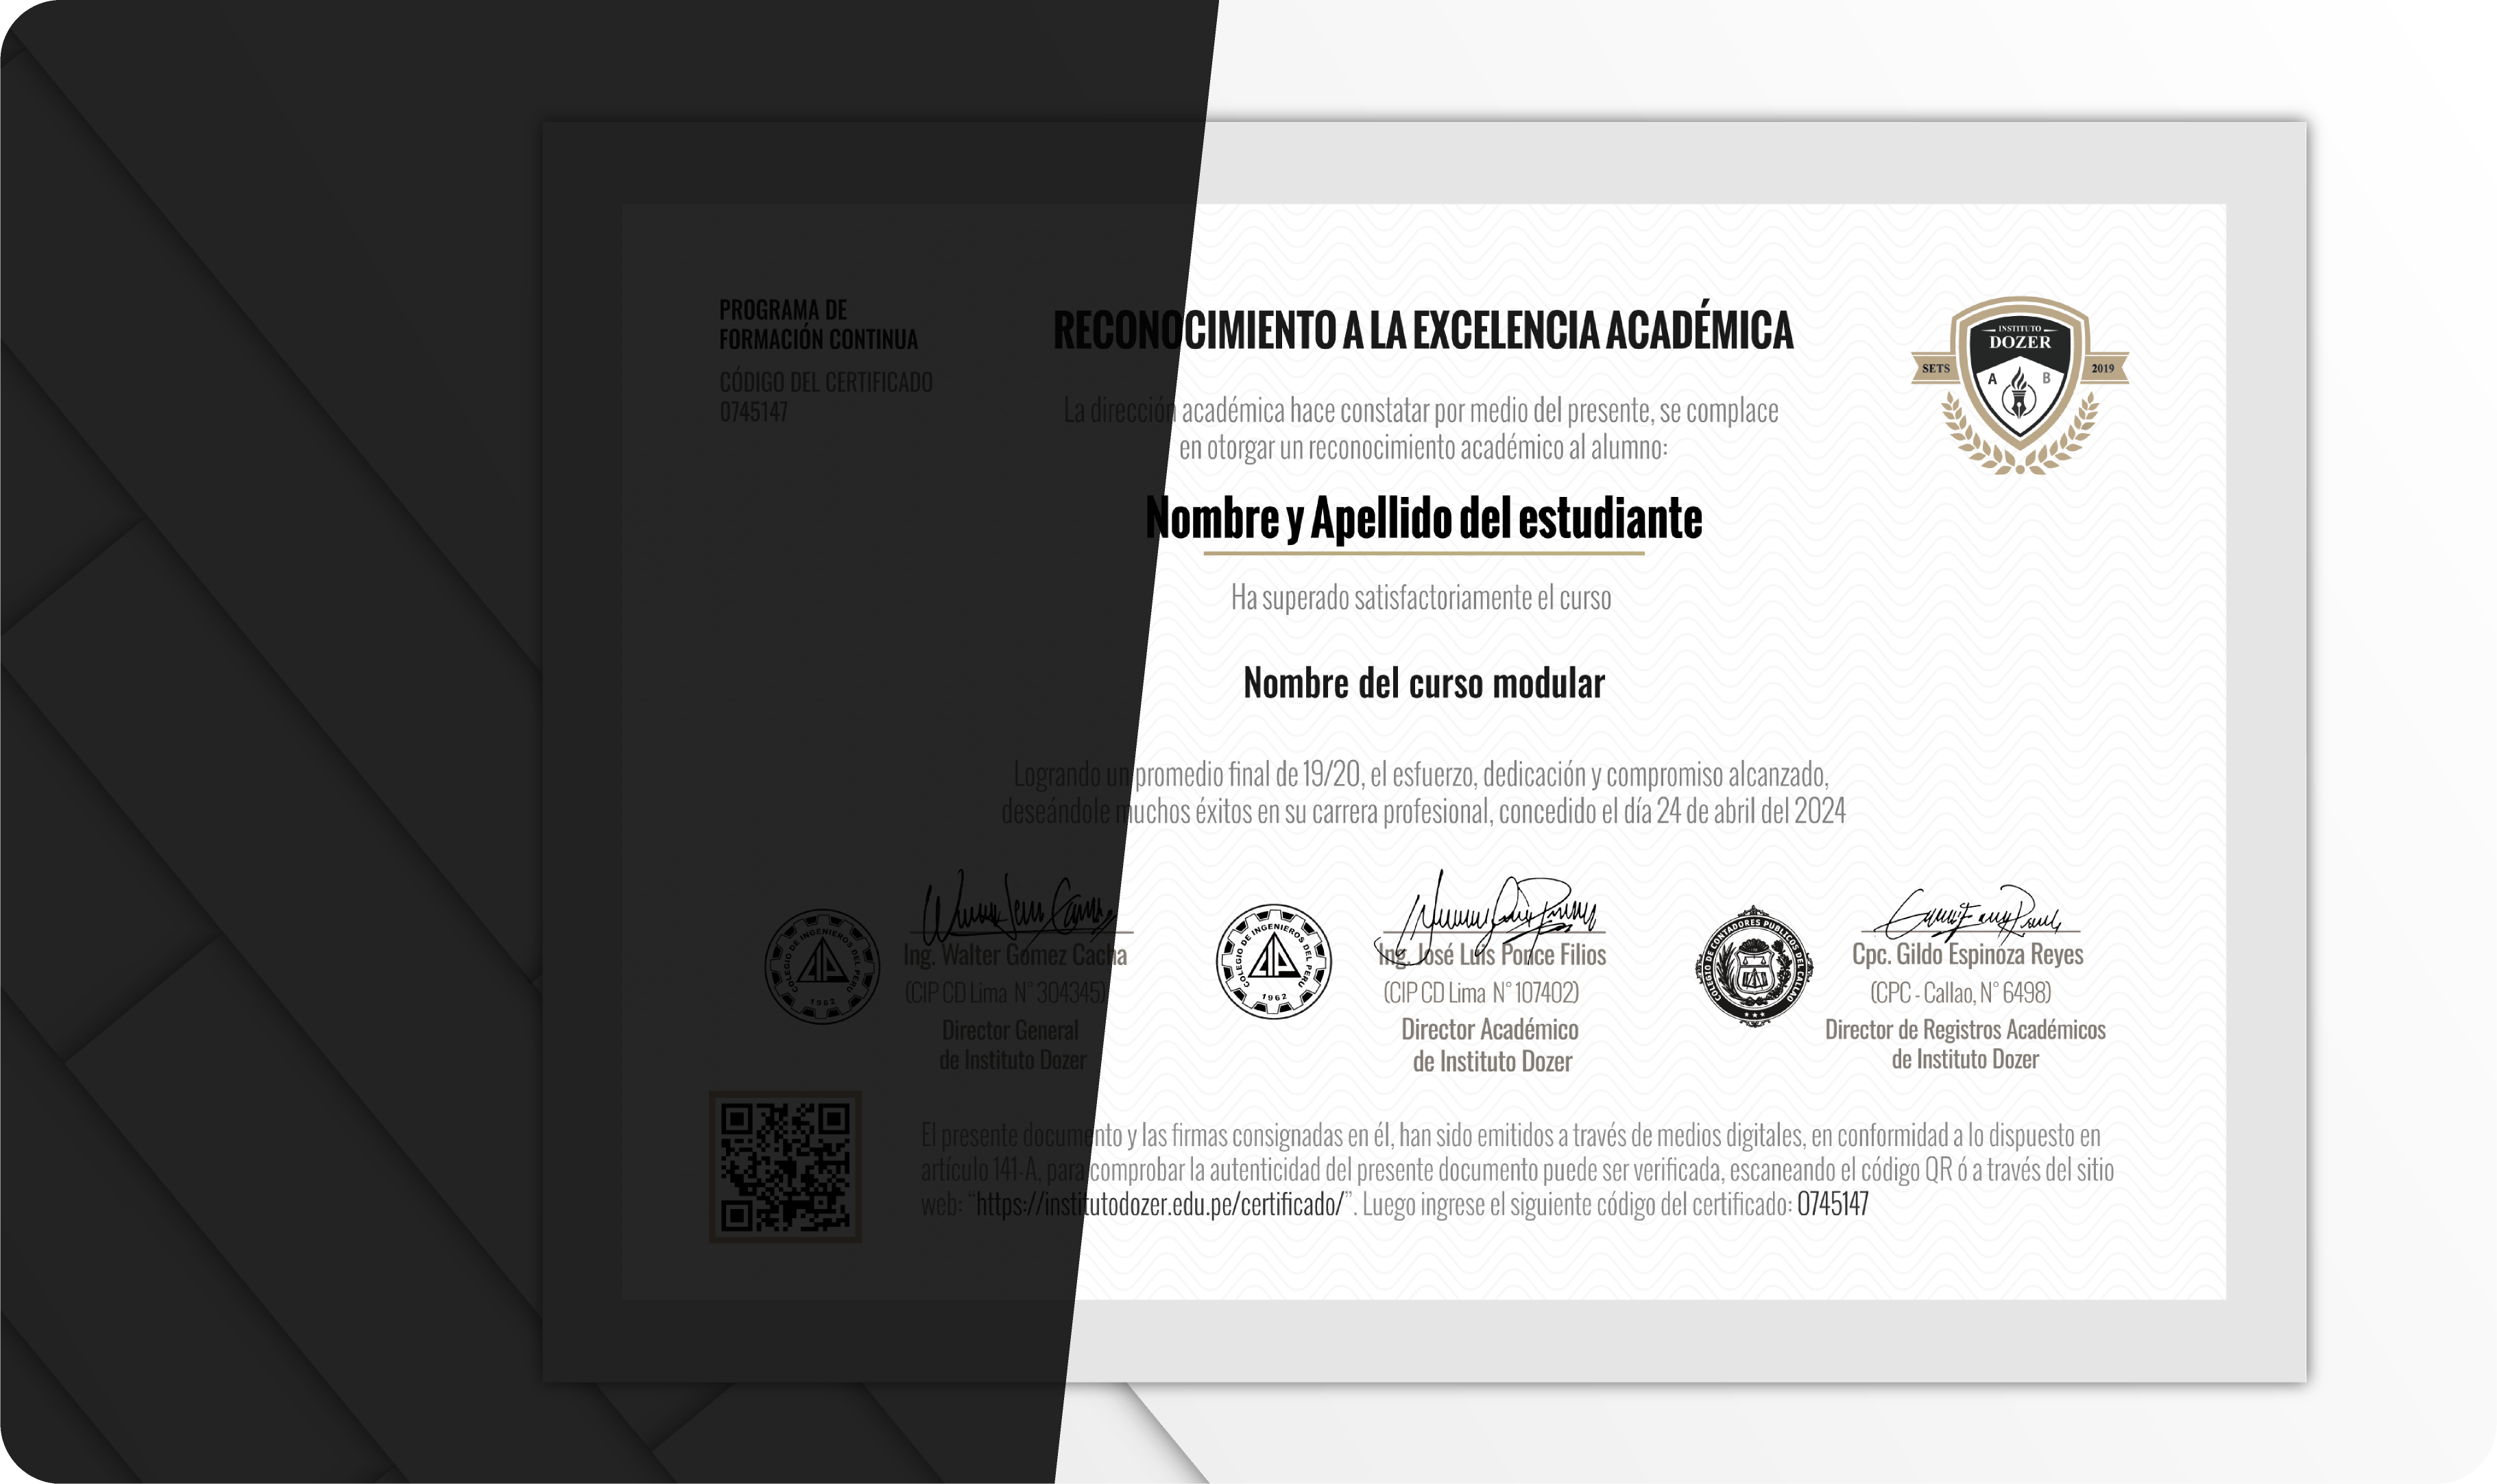 PROGRAMA DE
FORMACIÓN CONTINUA
CÓDIGO DEL CERTIFICADO
0745147
RECONOCIMIENTO A LA EXCELENCIA ACADÉMICA
La dirección académica hace constatar por medio del presente, se complace
en otorgar un reconocimiento académico al alumno:
INSTITUTO
DOZER
SETS
2019
A B
Nombre y Apellido del estudiante
Ha superado satisfactoriamente el curso
Nombre del curso modular
Logrando un promedio final de 19/20, el esfuerzo, dedicación y compromiso alcanzado,
deseándole muchos éxitos en su carrera profesional, concedido el día 24 de abril del 2024
COLEGIO DE INGENIEROS DEL PERU
1962
Ing. Walter Gomez Cacha
(CIP CD Lima N° 304345)
Director General
de Instituto Dozer
COLEGIO DE INGENIEROS DEL PERU
1962
Ing. José Luis Ponce Filios
(CIP CD Lima N° 107402)
Director Académico
de Instituto Dozer
COLEGIO DE CONTADORES PUBLICOS DEL CALLAO
Cpc. Gildo Espinoza Reyes
(CPC - Callao, N° 6498)
Director de Registros Académicos
de Instituto Dozer
El presente documento y las firmas consignadas en él, han sido emitidos a través de medios digitales, en conformidad a lo dispuesto en
artículo 141-A, para comprobar la autenticidad del presente documento puede ser verificada, escaneando el código QR ó a través del sitio
web: “https://institutodozer.edu.pe/certificado/”. Luego ingrese el siguiente código del certificado: 0745147